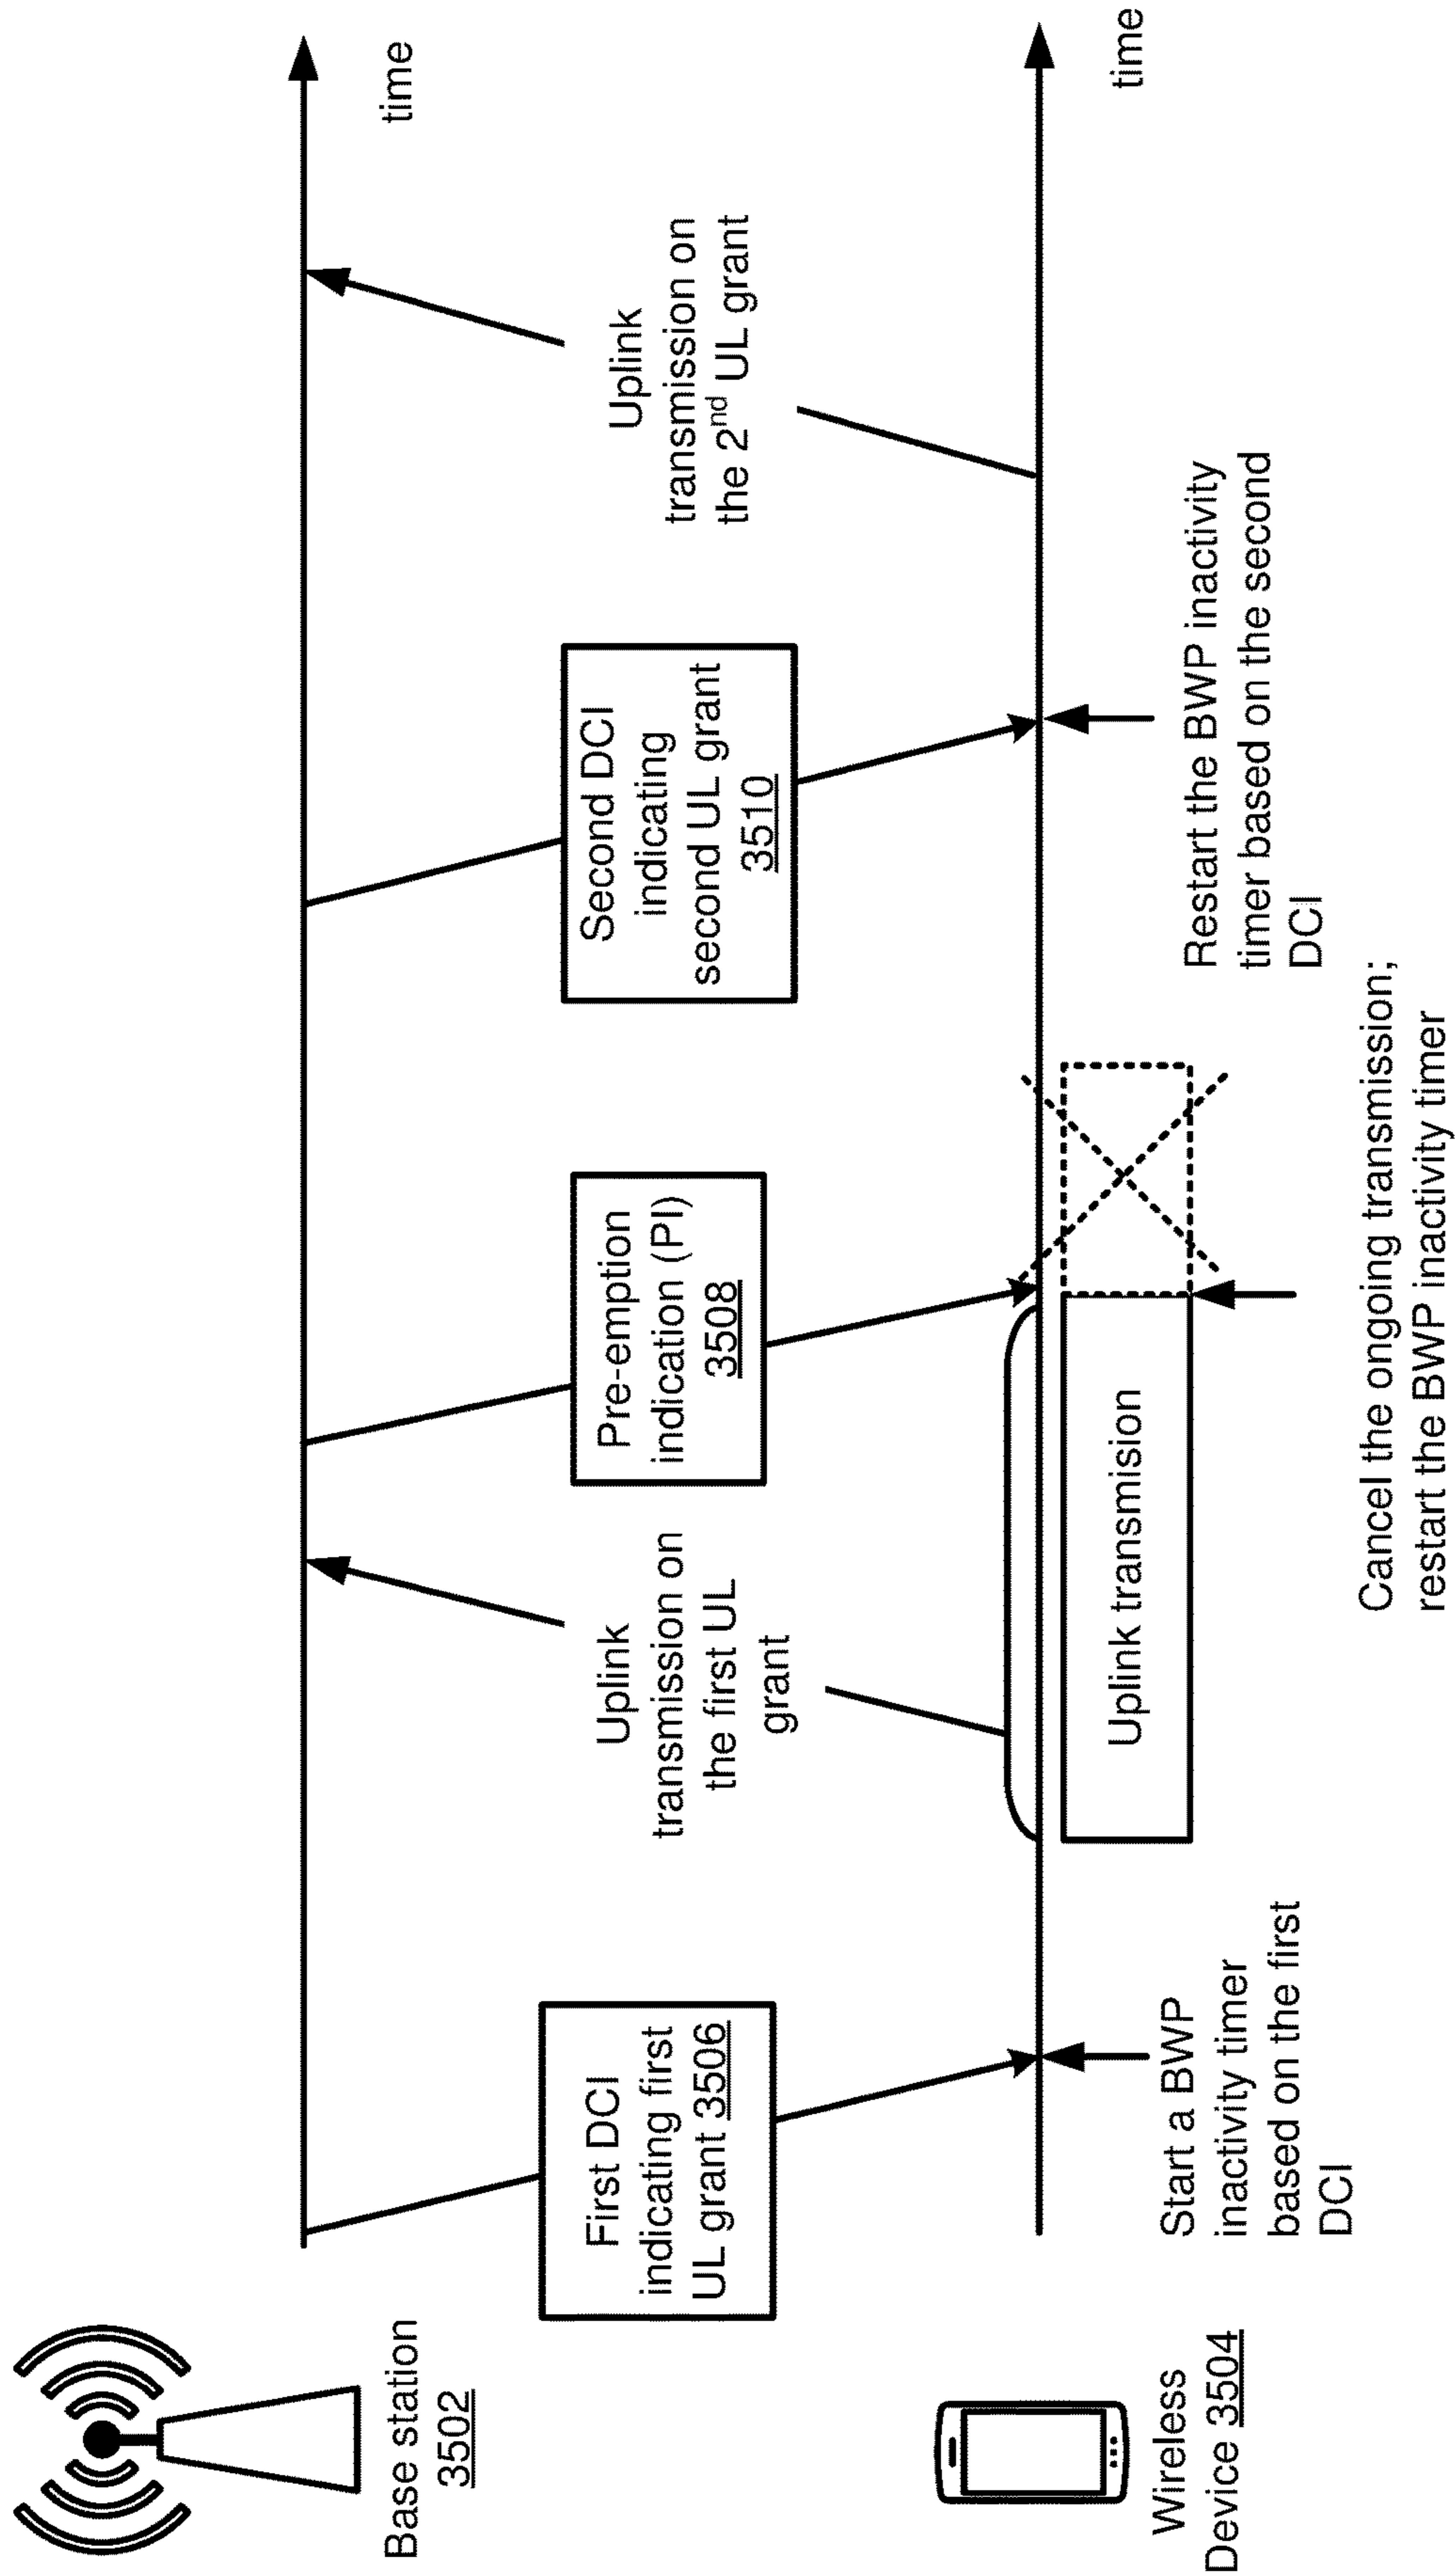 Base station
3502
time
First DCI
indicating first
UL grant 3506
Uplink
transmission on
the first UL
grant
Pre-emption
indication (PI)
3508
Second DCI
indicating
second UL grant
3510
Uplink
transmission on
the 2nd UL grant
Wireless
Device 3504
time
Uplink transmision
Start a BWP
inactivity timer
based on the first
DCI
Cancel the ongoing transmission;
restart the BWP inactivity timer
Restart the BWP inactivity
timer based on the second
DCI